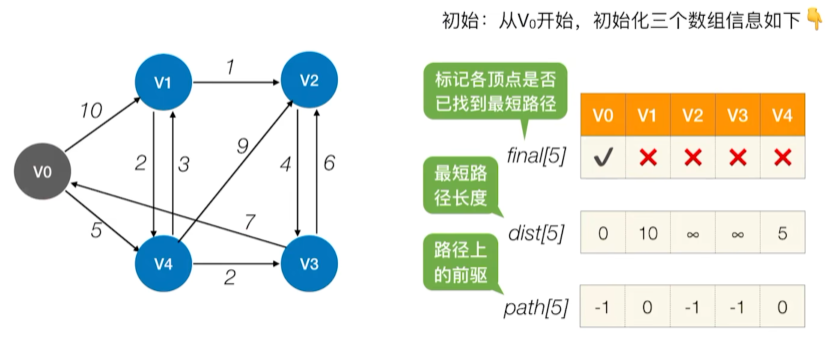 初始：从V₀开始，初始化三个数组信息如下👇
标记各顶点是否
已找到最短路径
V0 V1 V2 V3 V4
final[5] ✓ ❌ ❌ ❌ ❌
最短路
径长度
dist[5] 0 10 ∞ ∞ 5
路径上
的前驱
path[5] -1 0 -1 -1 0
V1 1 V2
10
9
2 3 4 6
V0
7
5
V4 2 V3